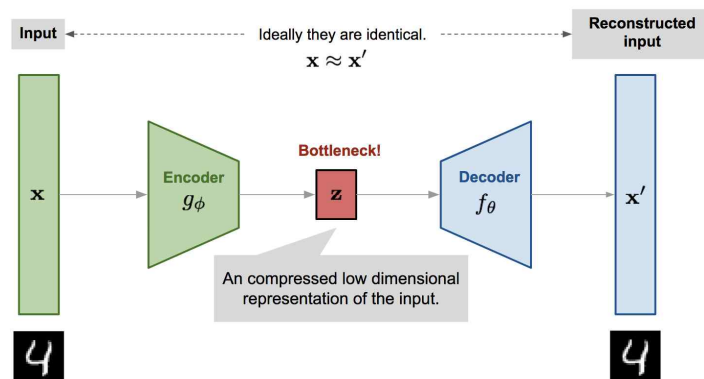 Input
Ideally they are identical.
x ≈ x′
Reconstructed
input
Bottleneck!
Encoder
gϕ
Decoder
fθ
x
z
x′
An compressed low dimensional
representation of the input.
4
4